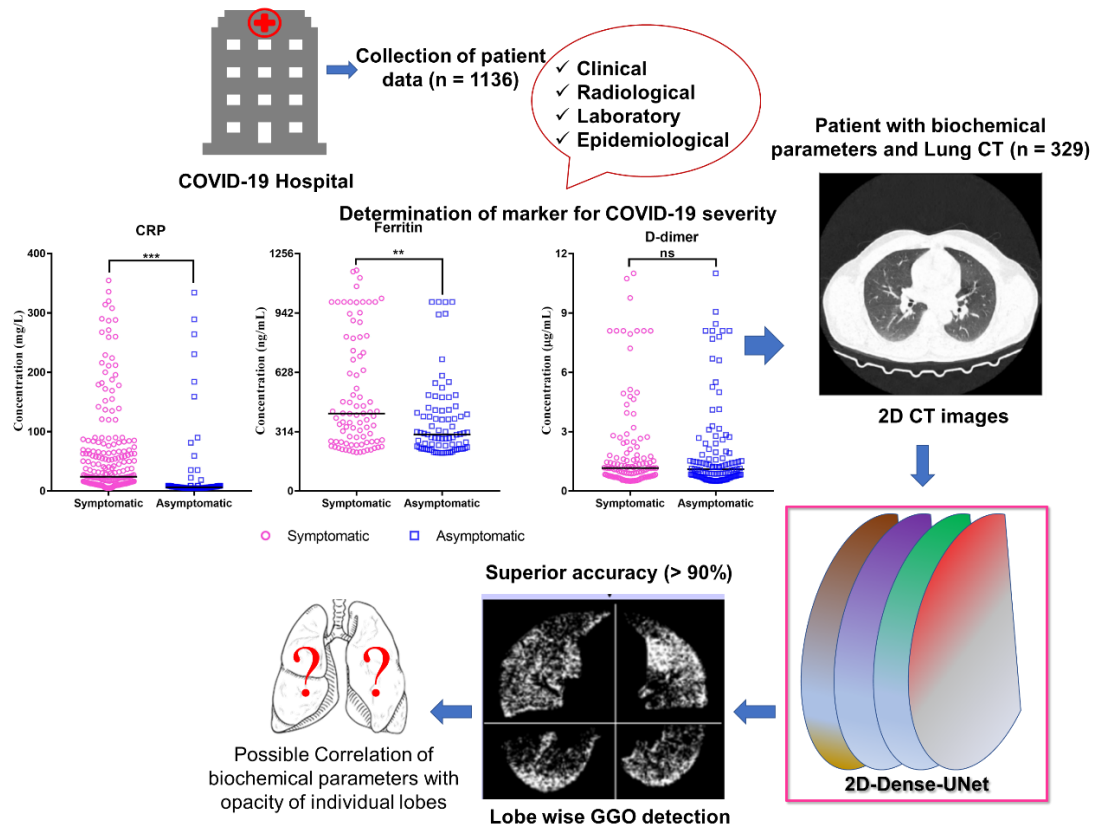 COVID-19 Hospital
Collection of patient
data (n = 1136)
✓ Clinical
✓ Radiological
✓ Laboratory
✓ Epidemiological
Patient with biochemical
parameters and Lung CT (n = 329)
2D CT images
Determination of marker for COVID-19 severity
CRP
***
Concentration (mg/L)
400
300
200
100
0
Symptomatic
Asymptomatic
Ferritin
**
Concentration (ng/mL)
1256
942
628
314
0
Symptomatic
Asymptomatic
D-dimer
ns
Concentration (µg/mL)
12
9
6
3
0
Symptomatic
Asymptomatic
Symptomatic
Asymptomatic
2D-Dense-UNet
Superior accuracy (> 90%)
Lobe wise GGO detection
? ?
Possible Correlation of
biochemical parameters with
opacity of individual lobes